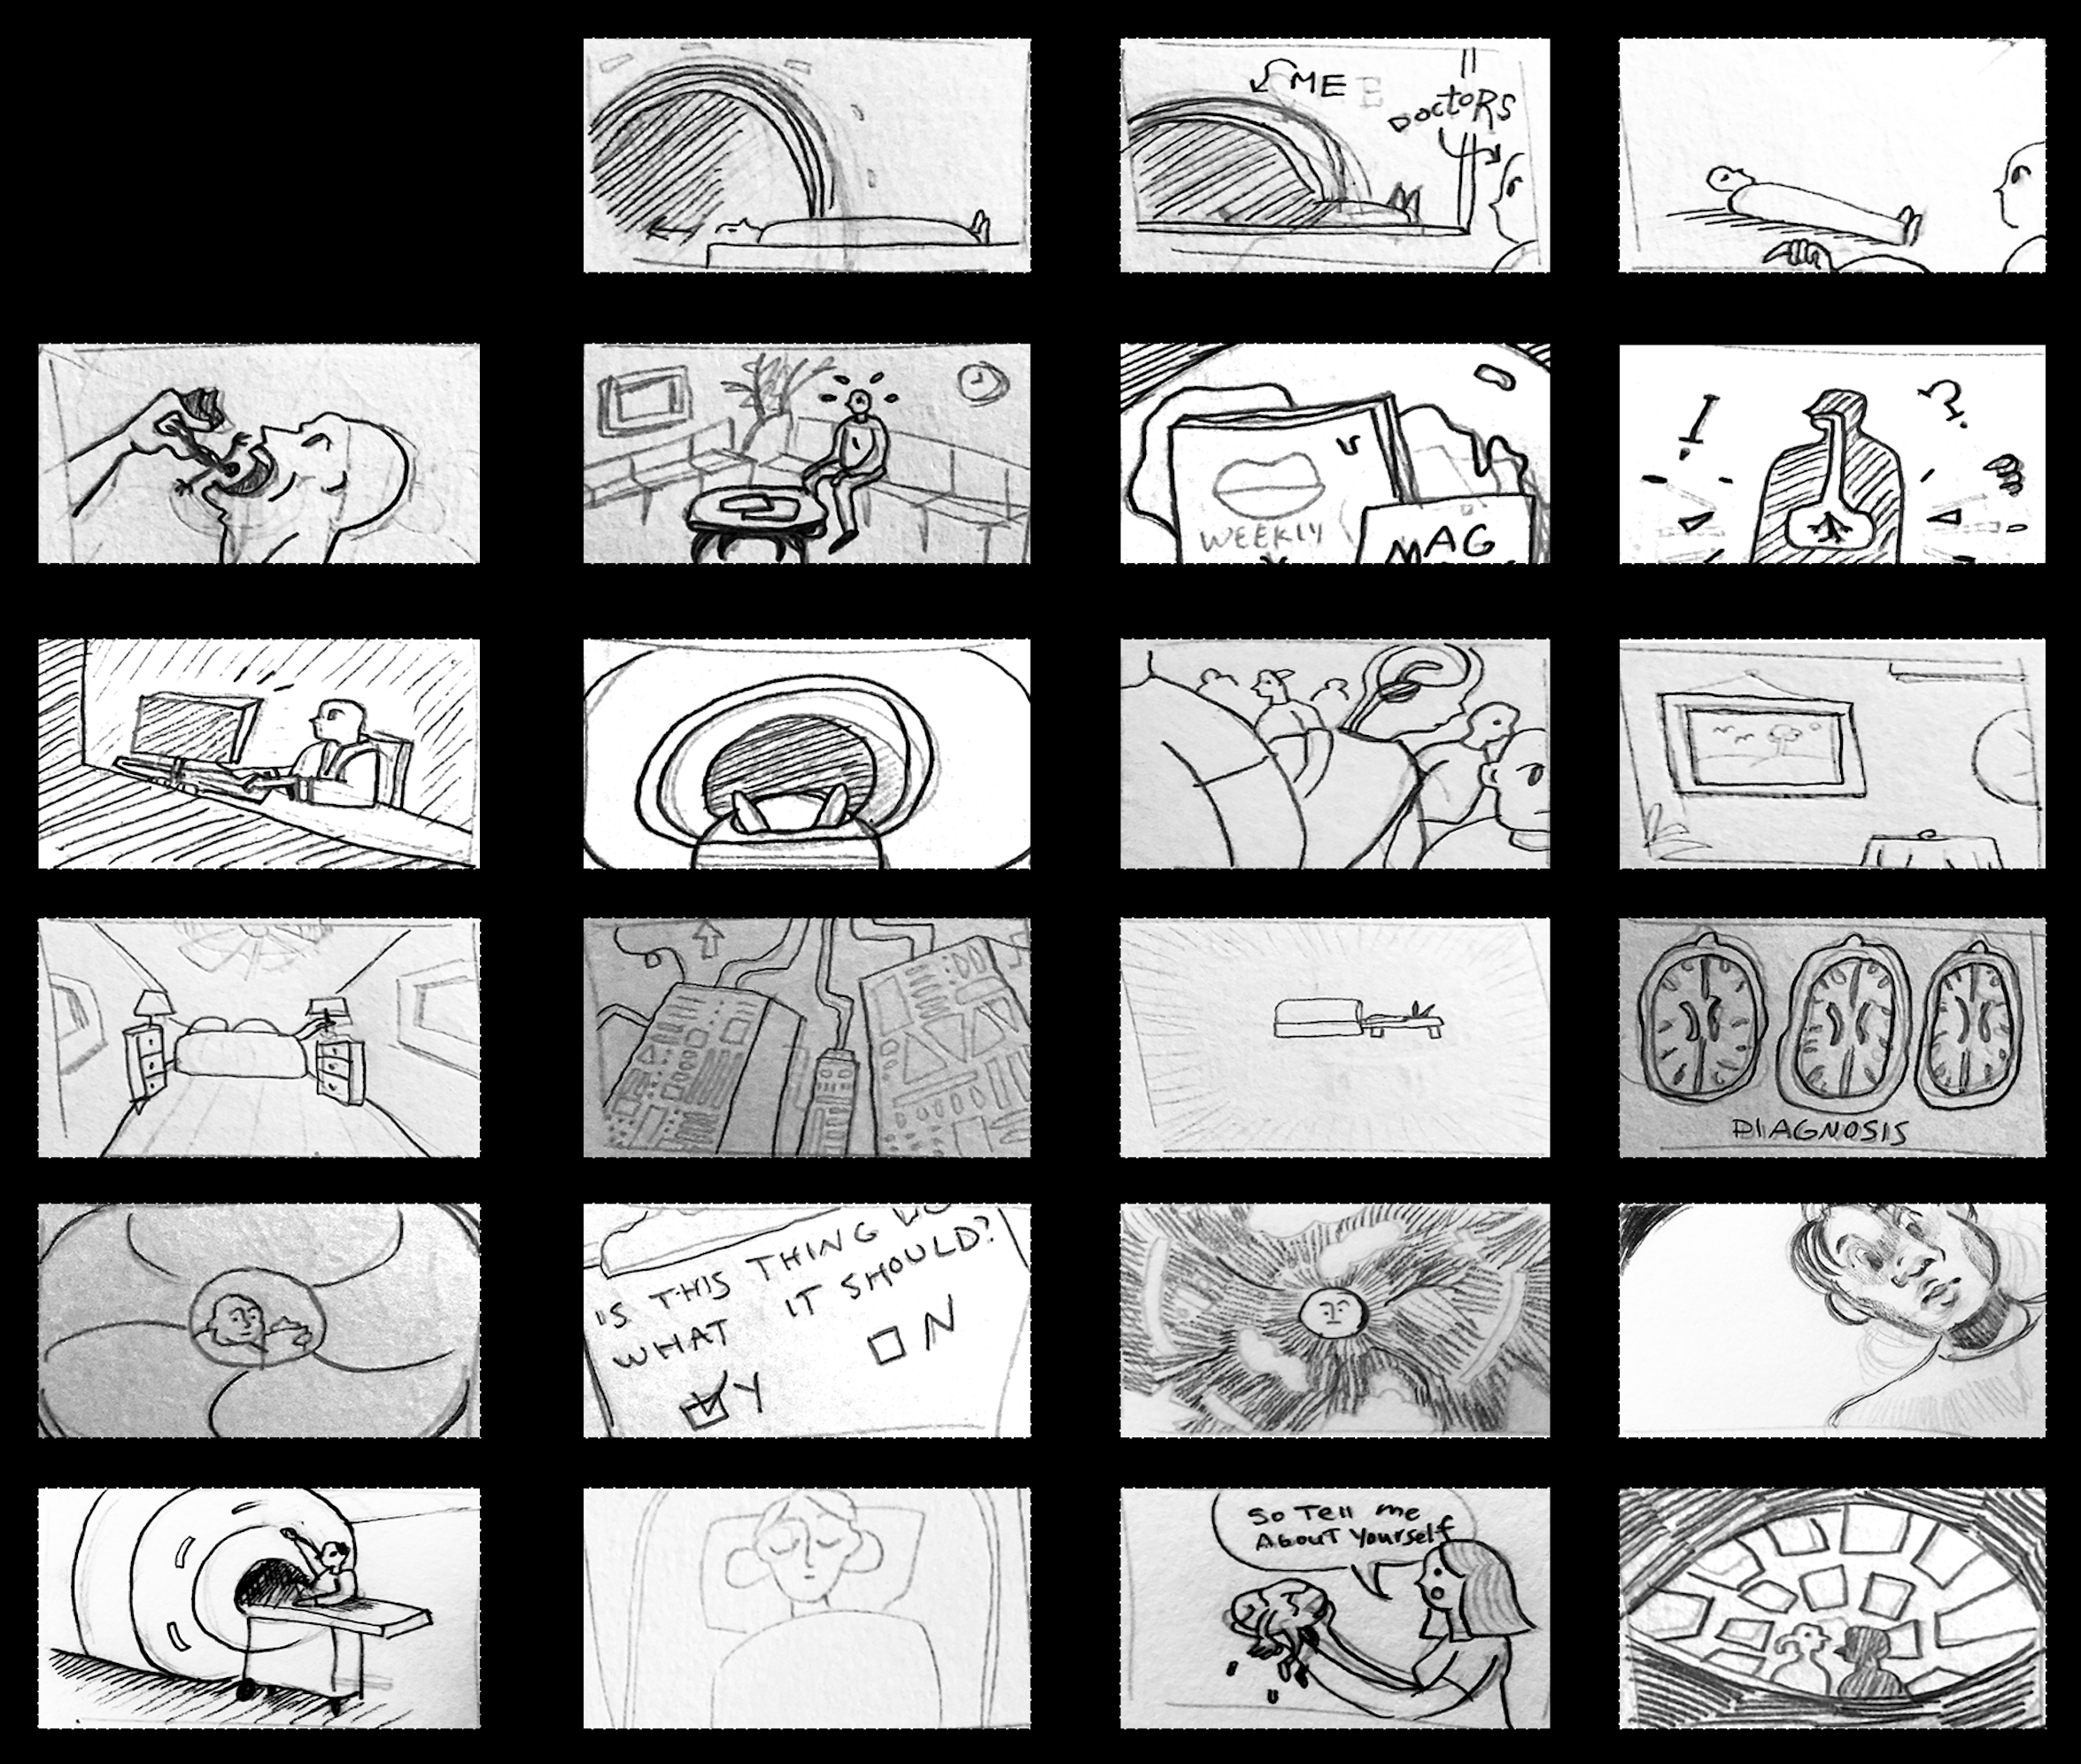 ME
DOCTORS
WEEKLY
MAG
DIAGNOSIS
IS THIS THING
WHAT IT SHOULD?
Y
N
So Tell me
About Yourself